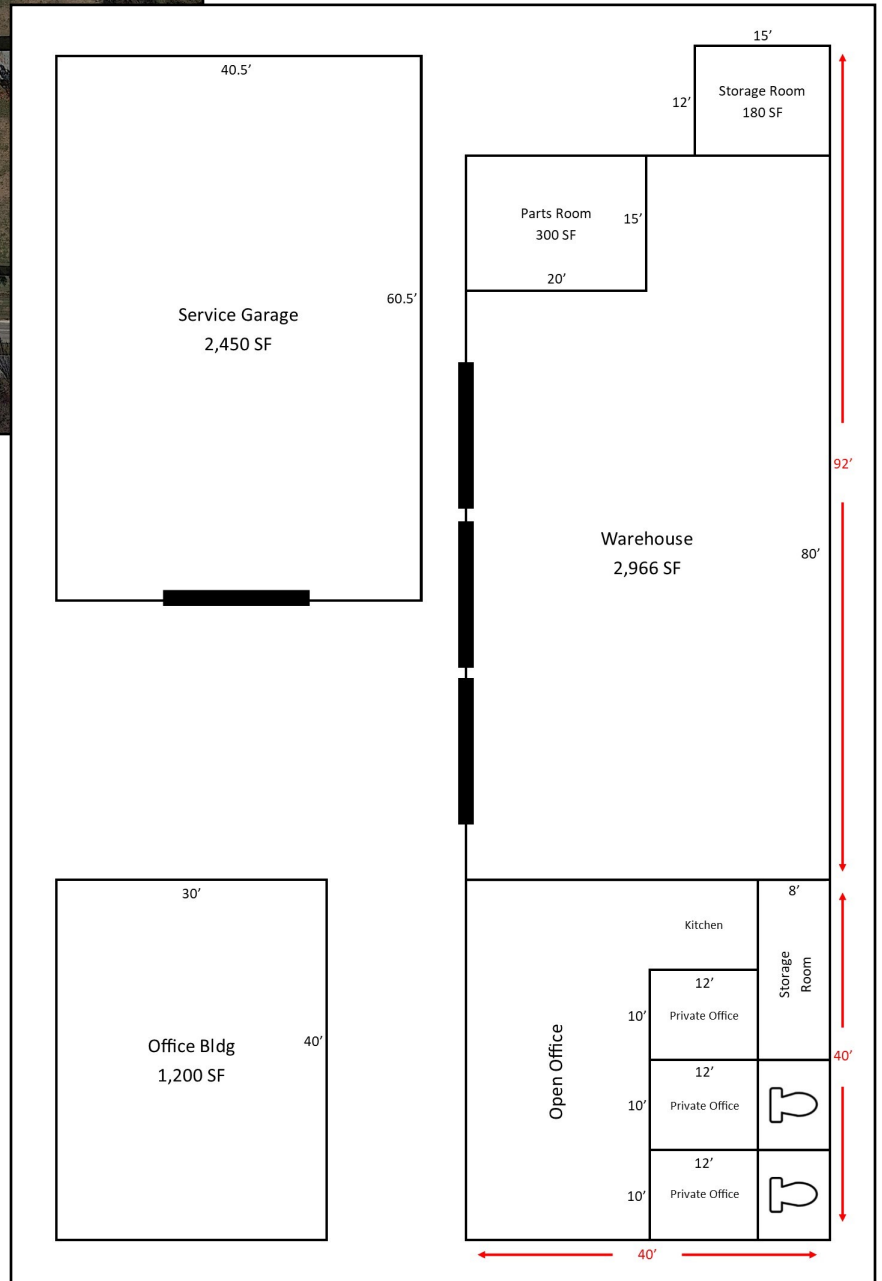 40.5’
60.5’
Service Garage
2,450 SF
15’
12’
Storage Room
180 SF
Parts Room
300 SF
15’
20’
92’
Warehouse
2,966 SF
80’
30’
40’
Office Bldg
1,200 SF
8’
Kitchen
Storage
Room
12’
10’
Private Office
40’
Open Office
12’
10’
Private Office
12’
10’
Private Office
40’